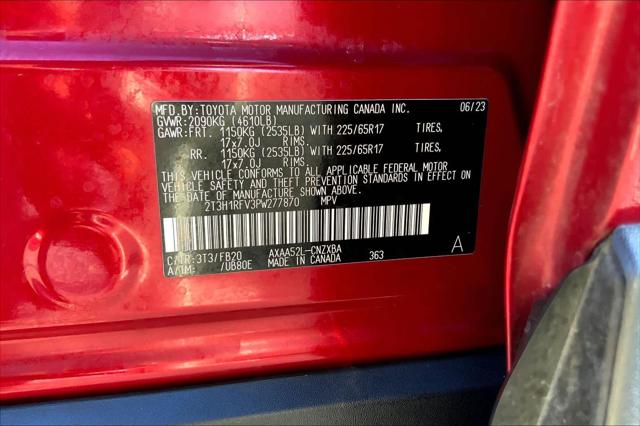 MFD.BY:TOYOTA MOTOR MANUFACTURING CANADA INC. 06/23
GVWR:2090KG (4610LB)
GAWR:FRT. 1150KG (2535LB) WITH 225/65R17 TIRES,
17x7.0J RIMS.
RR. 1150KG (2535LB) WITH 225/65R17 TIRES,
17x7.0J RIMS.
THIS VEHICLE CONFORMS TO ALL APPLICABLE FEDERAL MOTOR
VEHICLE SAFETY AND THEFT PREVENTION STANDARDS IN EFFECT
ON THE DATE OF MANUFACTURE SHOWN ABOVE.
2T3H1RFV3PW277870 MPV
C/TR:3T3/FB20 AXAA52L-CNZXBA A
A/TM: /UB80E MADE IN CANADA 363